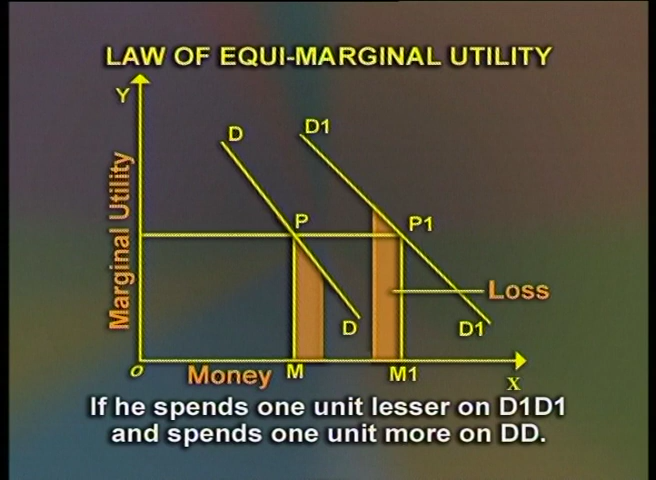 LAW OF EQUI-MARGINAL UTILITY
Y
D
D1
P
P1
Marginal Utility
Loss
D
D1
O
Money
M
M1
X
If he spends one unit lesser on D1D1
and spends one unit more on DD.